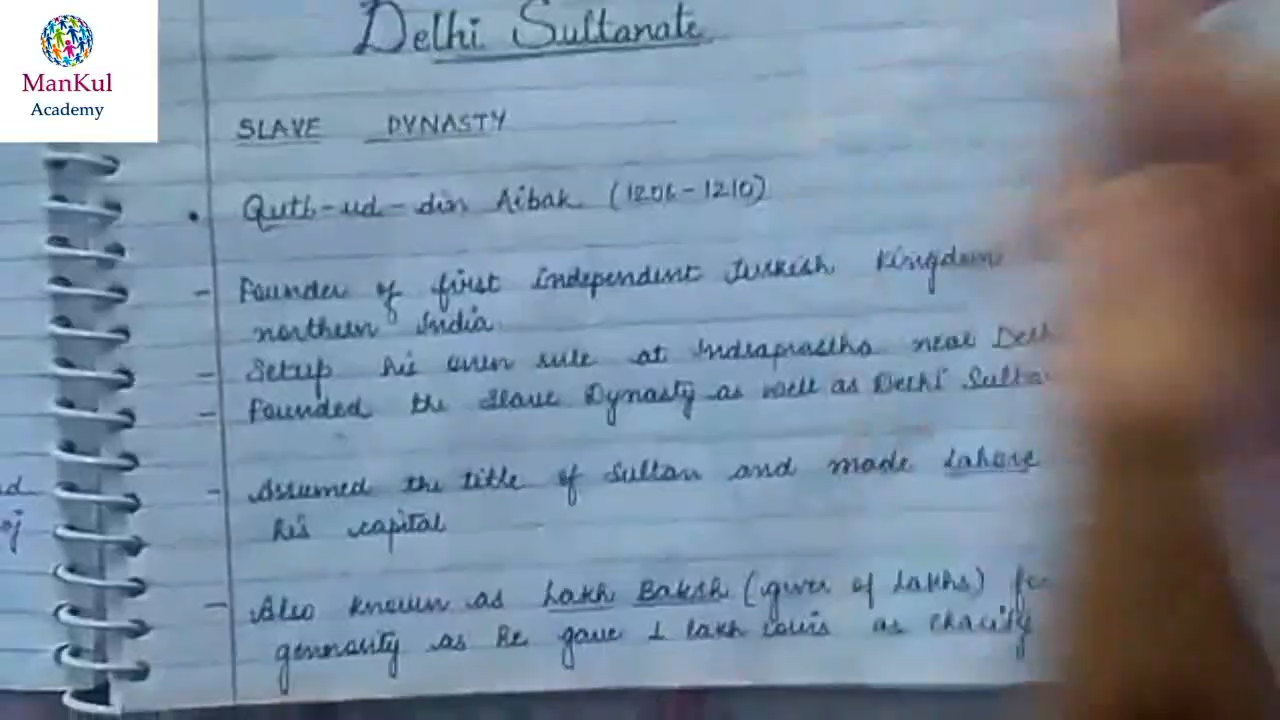 ManKul
Academy
Delhi Sultanate
SLAVE DYNASTY
• Qutb-ud-din Aibak (1206-1210)
- Founder of first independent Turkish Kingdom
northern India.
- Setup his own rule at Indraprastha near Delh
- Founded the Slave Dynasty as well as Delhi Sulta
- Assumed the title of Sultan and made Lahore
his capital
- Also known as Lakh Baksh (giver of lakhs) for
generosity as he gave 1 lakh as charity